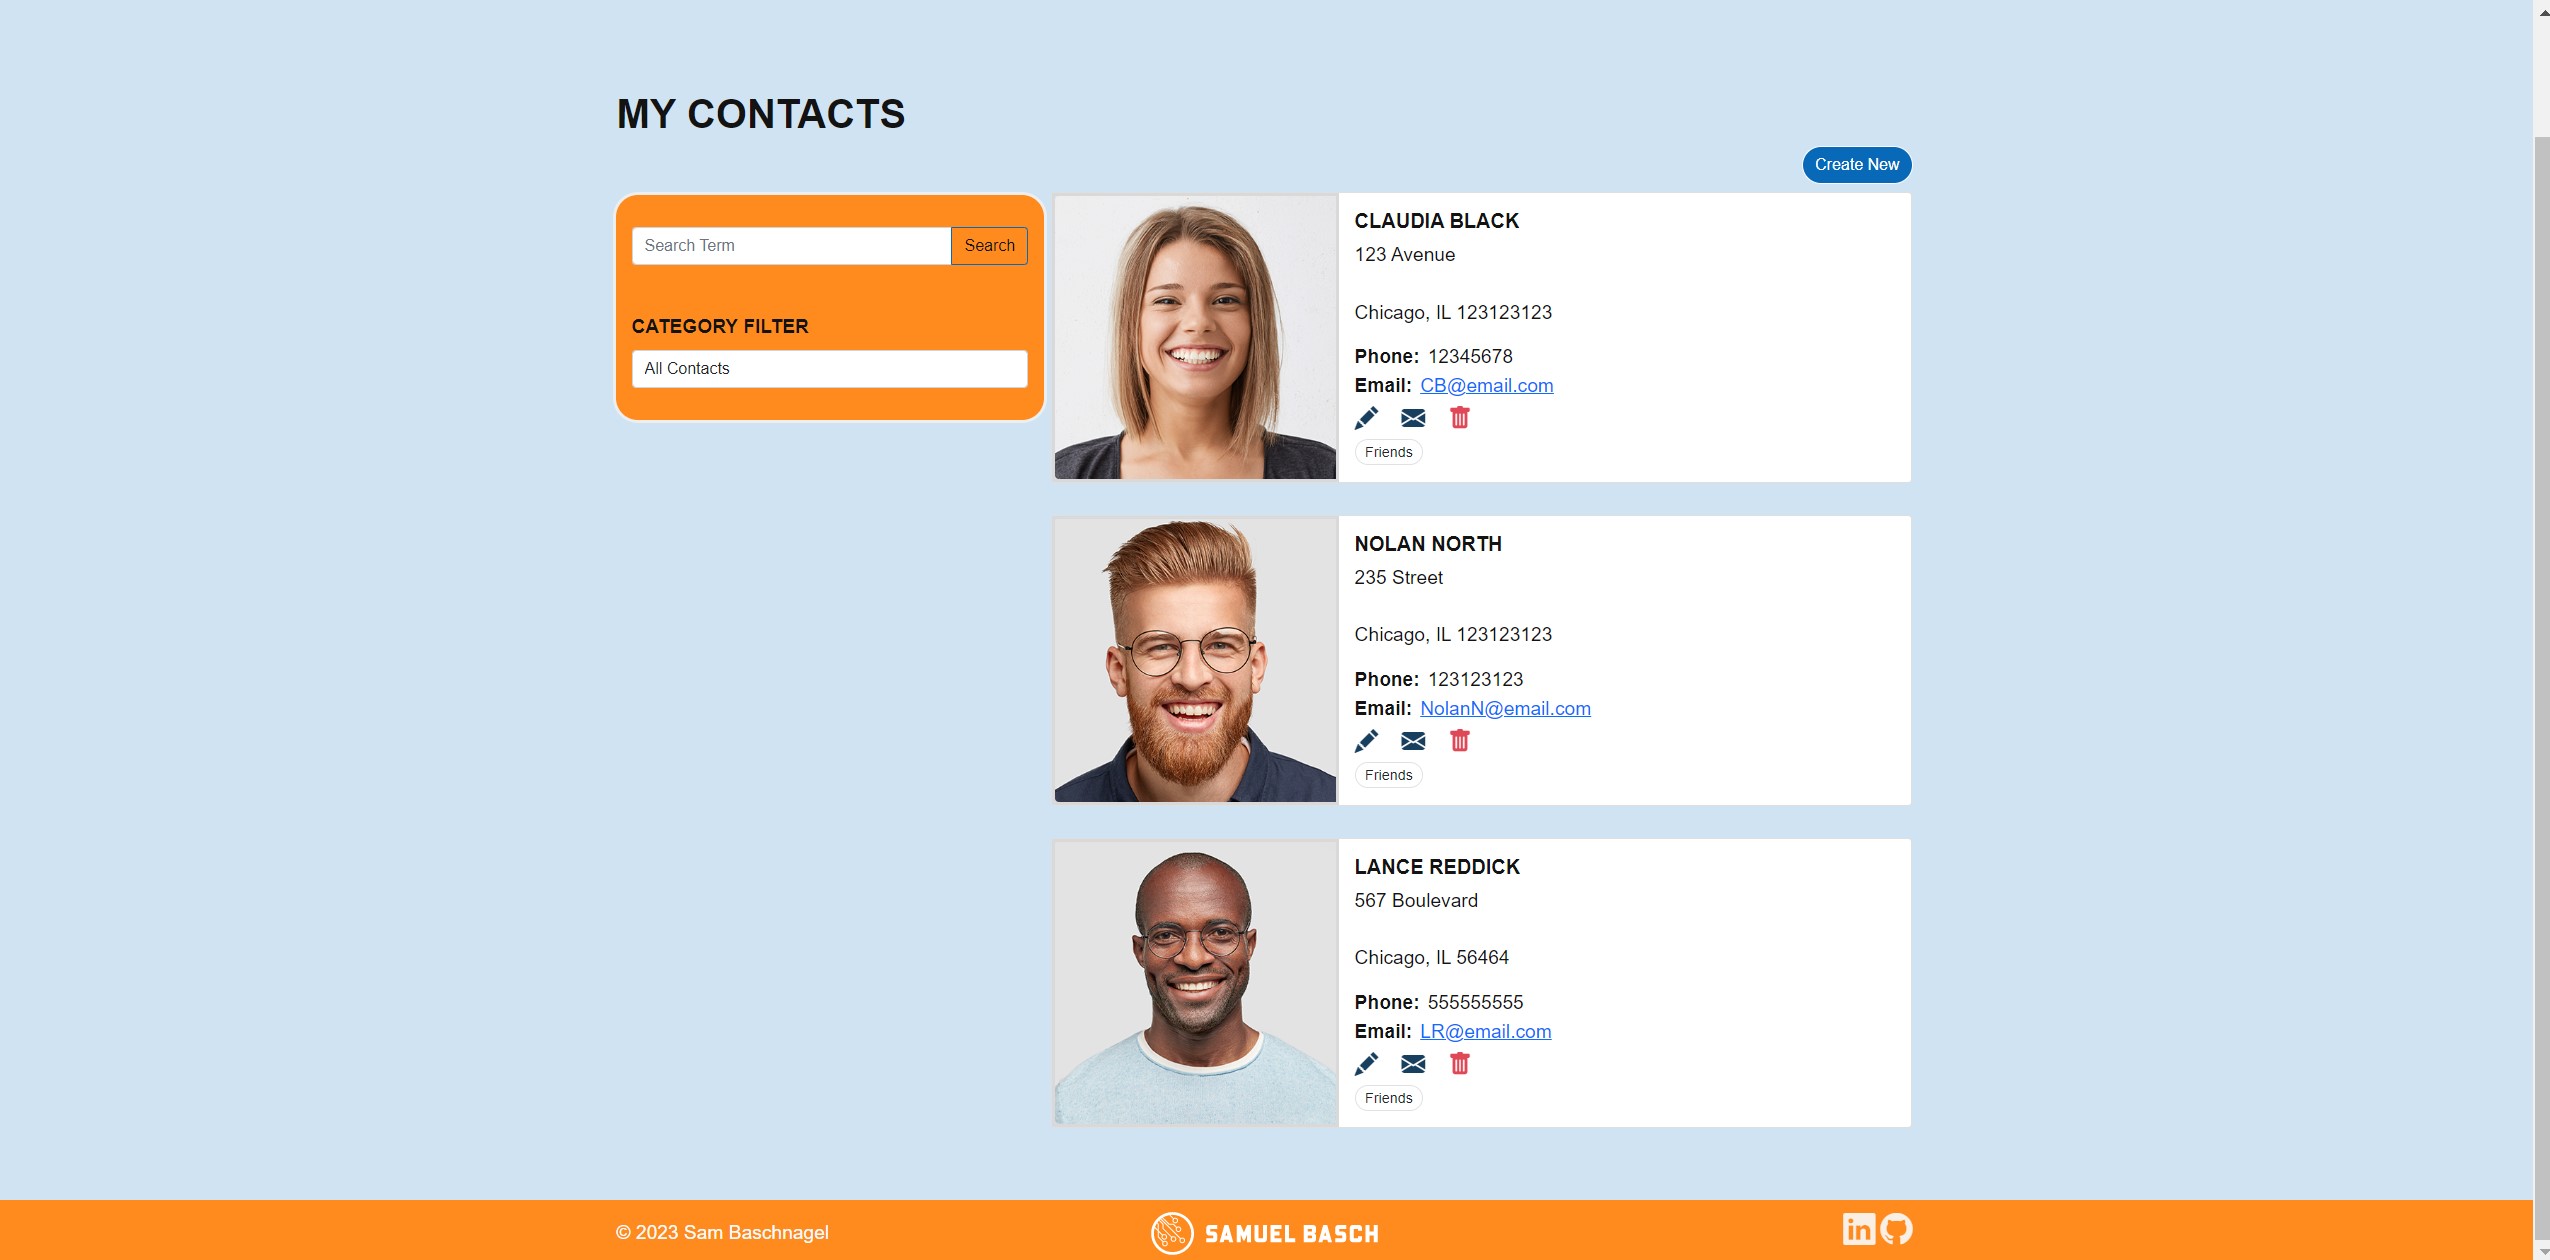 MY CONTACTS
Create New
Search Term
Search
CATEGORY FILTER
All Contacts
CLAUDIA BLACK
123 Avenue
Chicago, IL 123123123
Phone: 12345678
Email: CB@email.com
Friends
NOLAN NORTH
235 Street
Chicago, IL 123123123
Phone: 123123123
Email: NolanN@email.com
Friends
LANCE REDDICK
567 Boulevard
Chicago, IL 56464
Phone: 555555555
Email: LR@email.com
Friends
© 2023 Sam Baschnagel
SAMUEL BASCH
in